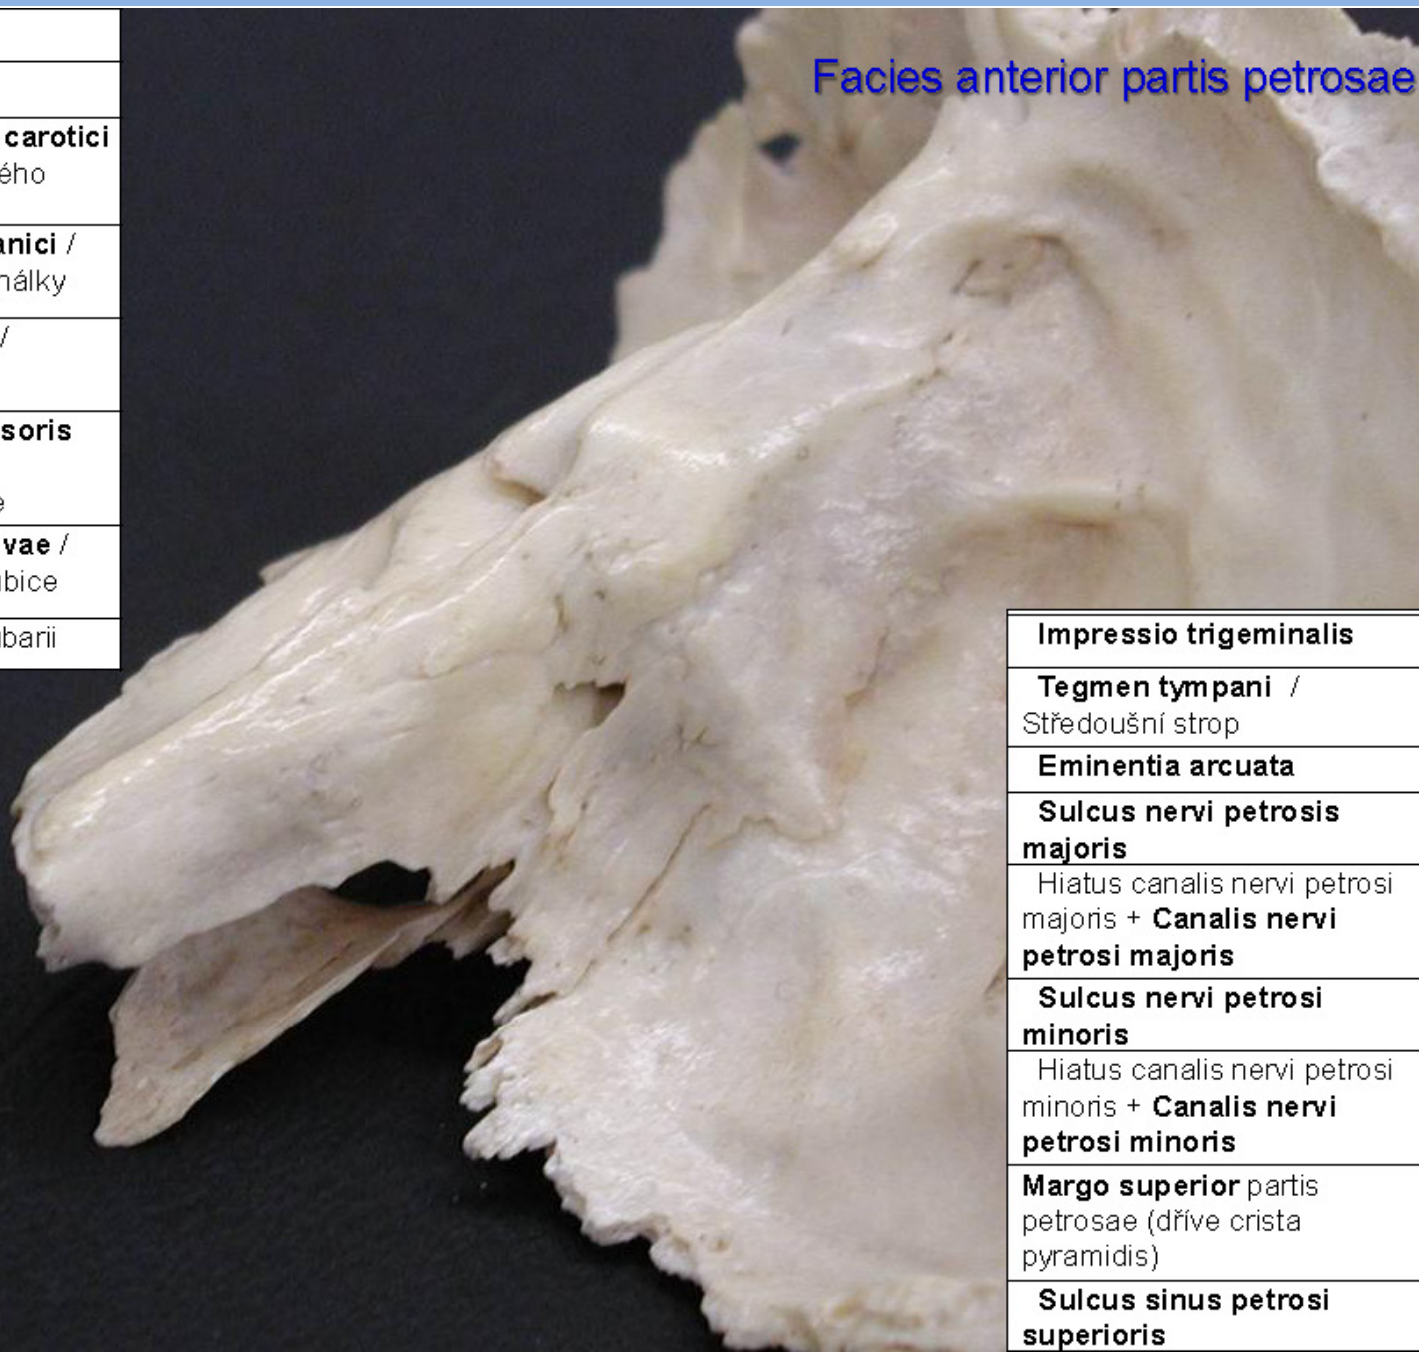 Facies anterior partis petrosae
carotici
ého
anici /
nálky
/
soris
e
vae /
ubice
barii
Impressio trigeminalis
Tegmen tympani /
Středoušní strop
Eminentia arcuata
Sulcus nervi petrosis
majoris
Hiatus canalis nervi petrosi
majoris + Canalis nervi
petrosi majoris
Sulcus nervi petrosi
minoris
Hiatus canalis nervi petrosi
minoris + Canalis nervi
petrosi minoris
Margo superior partis
petrosae (dříve crista
pyramidis)
Sulcus sinus petrosi
superioris